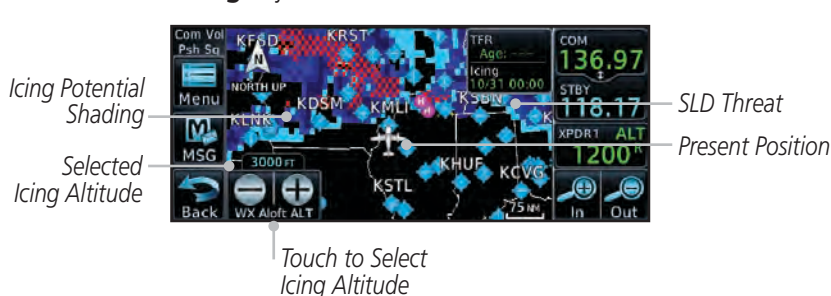 Com Vol
Psh Sq
Menu
MSG
Back
KFSD
KRST
N
NORTH UP
KDSM
KMLI
KSBN
KLNK
KHUF
KCVG
KSTL
H
H
K
3000 FT
WX Aloft ALT
75 NM
TFR
Age: --:--
Icing
10/31 00:00
COM
136.97
STBY
118.17
XPDR1 ALT
1200 R
In
Out
Icing Potential
Shading
Selected
Icing Altitude
SLD Threat
Present Position
Touch to Select
Icing Altitude